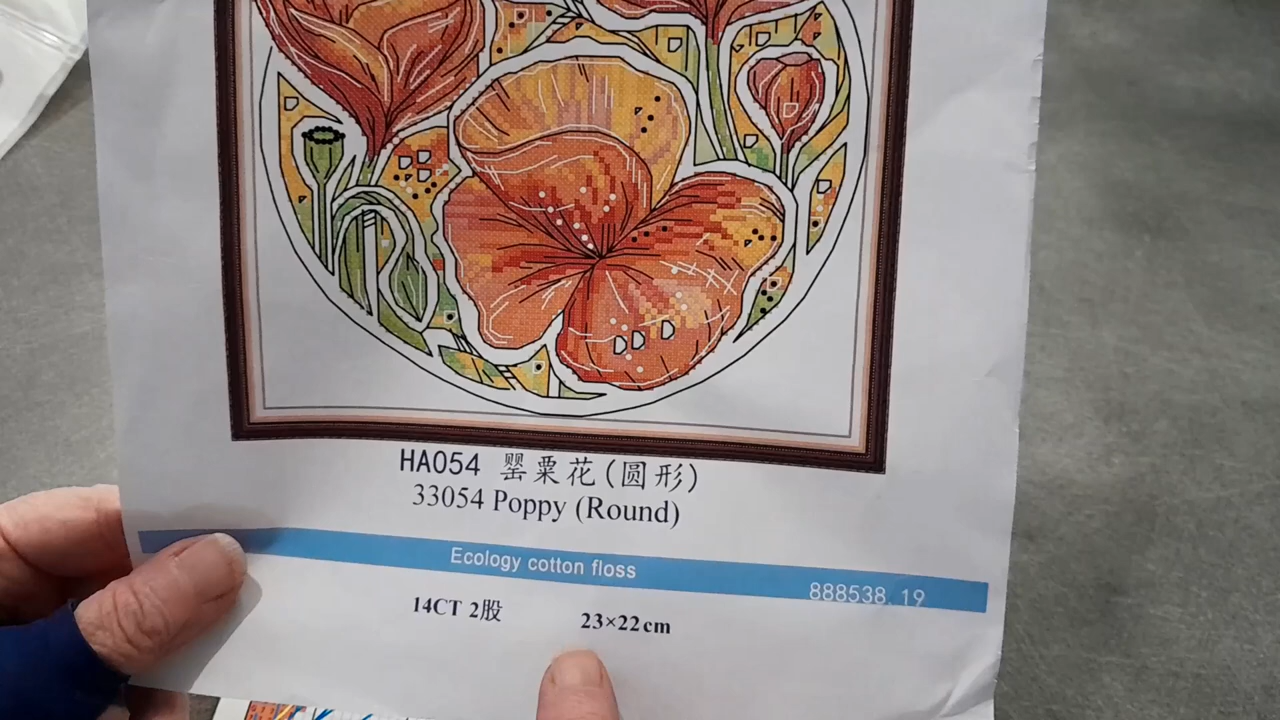 HA054 罂粟花(圆形)
33054 Poppy (Round)
Ecology cotton floss
888538.19
14CT 2股 23×22cm